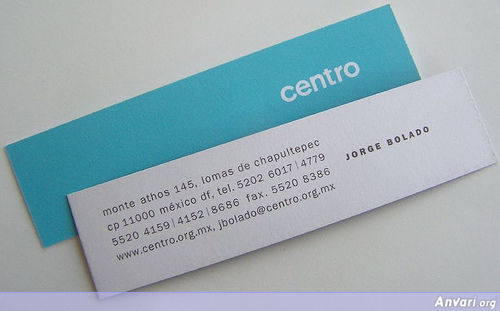 centro
monte athos 145, lomas de chapultepec
cp 11000 méxico df, tel. 5202 6017|4779
5520 4159|4152|8686 fax. 5520 8386
www.centro.org.mx, jbolado@centro.org.mx
JORGE BOLADO
Anvari.org